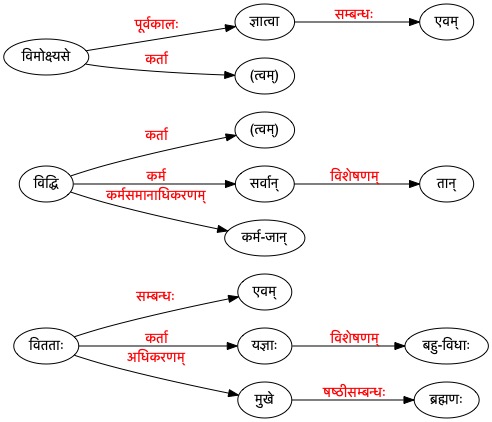 पूर्वकालः ज्ञात्वा सम्बन्धः एवम्
विमोक्ष्यसे
कर्ता (त्वम्)
कर्ता (त्वम्)
विद्धि कर्म सर्वान् विशेषणम् तान्
कर्मसमानाधिकरणम्
कर्म-जान्
सम्बन्धः एवम्
वितताः कर्ता यज्ञाः विशेषणम् बहु-विधाः
अधिकरणम्
मुखे षष्ठीसम्बन्धः ब्रह्मणः